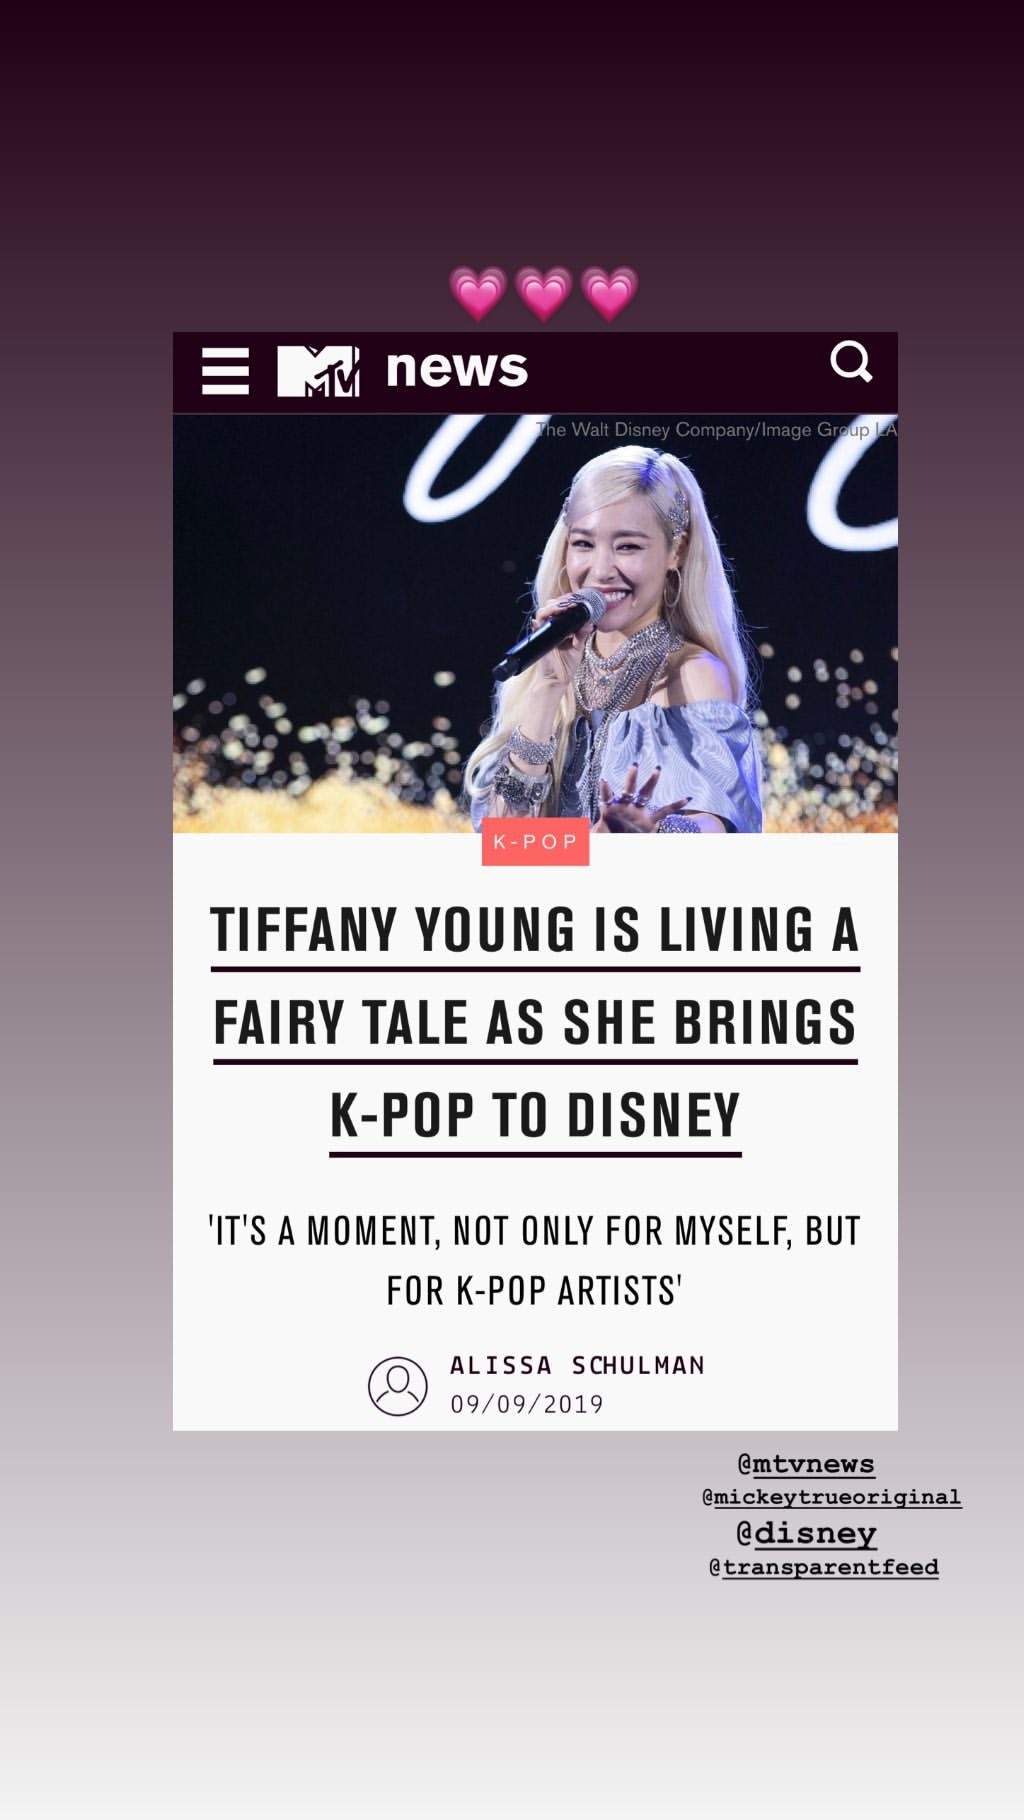 💗💗💗
MTV news
The Walt Disney Company/Image Group LA
K-POP
TIFFANY YOUNG IS LIVING A
FAIRY TALE AS SHE BRINGS
K-POP TO DISNEY
'IT'S A MOMENT, NOT ONLY FOR MYSELF, BUT
FOR K-POP ARTISTS'
ALISSA SCHULMAN
09/09/2019
@mtvnews
@mickeytrueoriginal
@disney
@transparentfeed